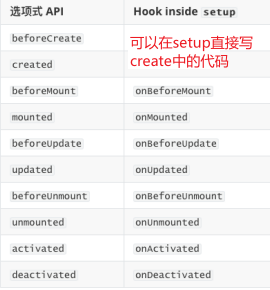 选项式 API Hook inside setup
beforeCreate
可以在setup直接写
created
create中的代码
beforeMount onBeforeMount
mounted onMounted
beforeUpdate onBeforeUpdate
updated onUpdated
beforeUnmount onBeforeUnmount
unmounted onUnmounted
activated onActivated
deactivated onDeactivated